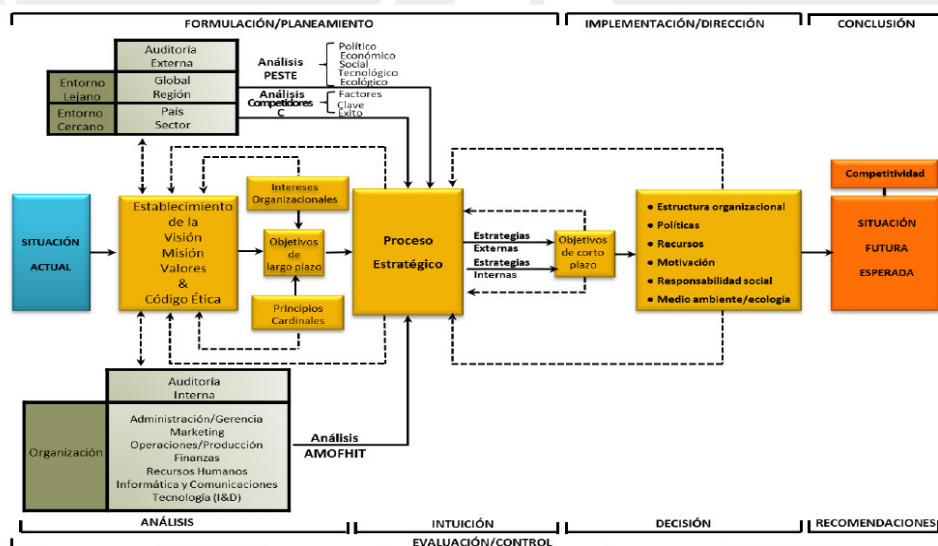 FORMULACIÓN/PLANEAMIENTO
IMPLEMENTACIÓN/DIRECCIÓN
CONCLUSIÓN
Auditoría
Externa
Entorno
Lejano
Global
Región
Entorno
Cercano
País
Sector
Análisis
PESTE
Político
Económico
Social
Tecnológico
Ecológico
Análisis
Competidores
C
Factores
Clave
Éxito
SITUACIÓN
ACTUAL
Establecimiento
de la
Visión
Misión
Valores
&
Código Ética
Intereses
Organizacionales
Objetivos
de
largo plazo
Principios
Cardinales
Proceso
Estratégico
Estrategias
Externas
Estrategias
Internas
Objetivos
de corto
plazo
• Estructura organizacional
• Políticas
• Recursos
• Motivación
• Responsabilidad social
• Medio ambiente/ecología
Competitividad
SITUACIÓN
FUTURA
ESPERADA
Auditoría
Interna
Organización
Administración/Gerencia
Marketing
Operaciones/Producción
Finanzas
Recursos Humanos
Informática y Comunicaciones
Tecnología (I&D)
Análisis
AMOFHIT
ANÁLISIS
INTUICIÓN
DECISIÓN
RECOMENDACIONES
EVALUACIÓN/CONTROL